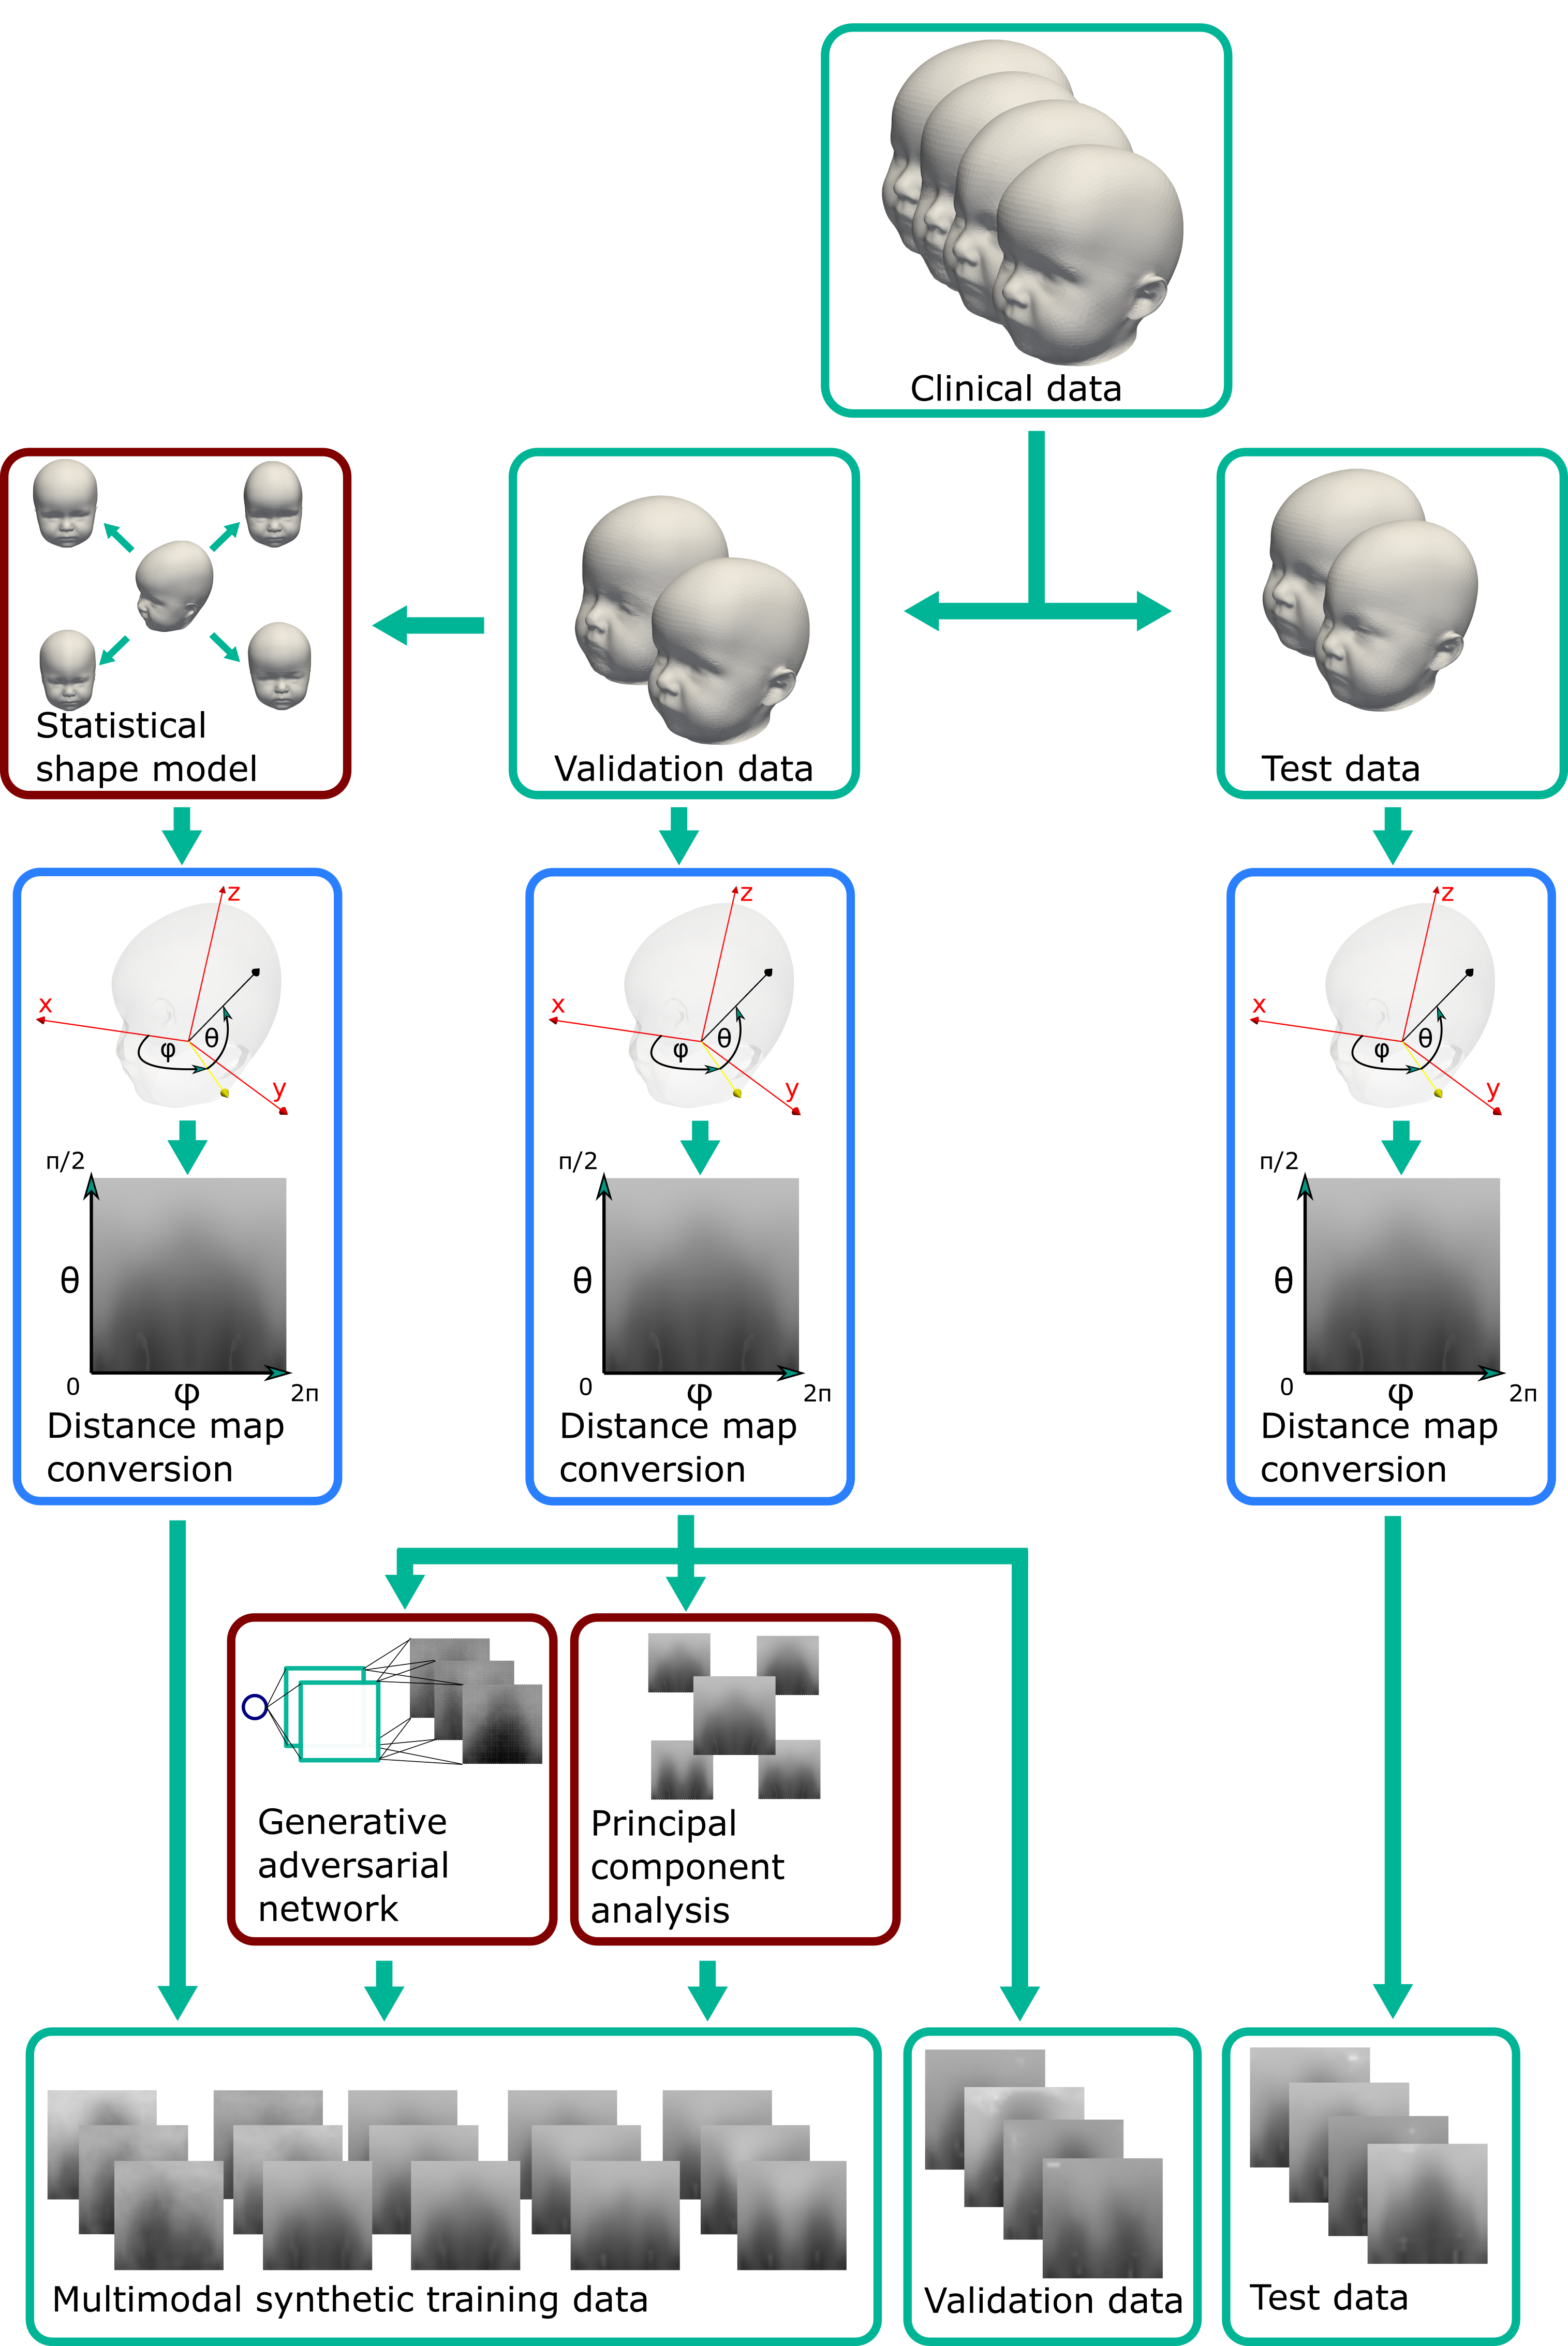 Clinical data
Statistical
shape model
Validation data
Test data
z
x
φ
θ
y
π/2
θ
0
φ
2π
Distance map
conversion
z
x
φ
θ
y
π/2
θ
0
φ
2π
Distance map
conversion
z
x
φ
θ
y
π/2
θ
0
φ
2π
Distance map
conversion
Generative
adversarial
network
Principal
component
analysis
Multimodal synthetic training data
Validation data
Test data